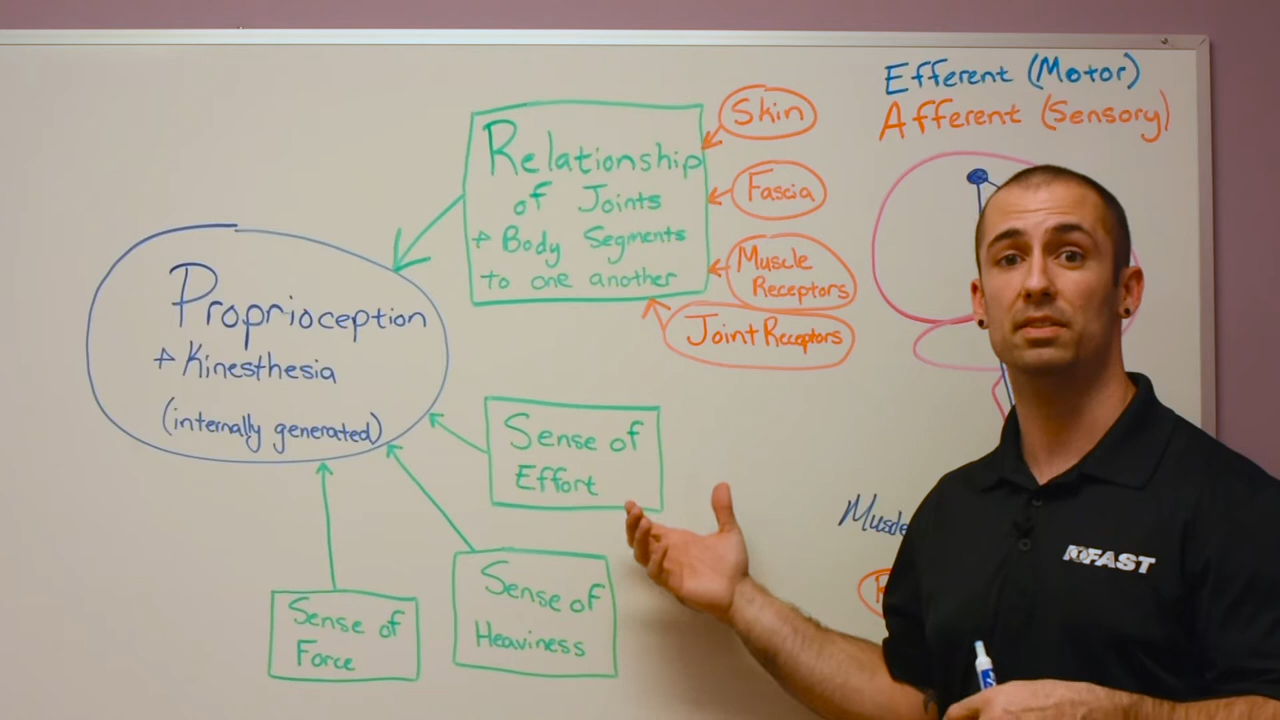 Efferent (Motor)
Afferent (Sensory)
Relationship
of Joints
+ Body Segments
to one another
Skin
Fascia
Muscle
Receptors
Joint Receptors
Proprioception
+ Kinesthesia
(internally generated)
Sense of
Effort
Sense of
Heaviness
Sense of
Force
IFAST